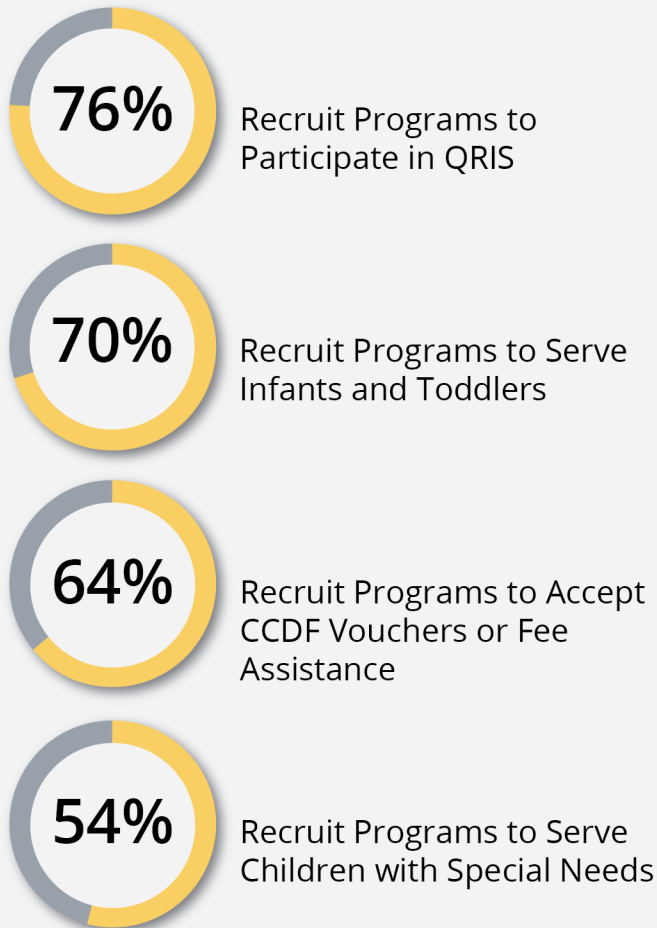 76%
Recruit Programs to
Participate in QRIS
70%
Recruit Programs to Serve
Infants and Toddlers
64%
Recruit Programs to Accept
CCDF Vouchers or Fee
Assistance
54%
Recruit Programs to Serve
Children with Special Needs